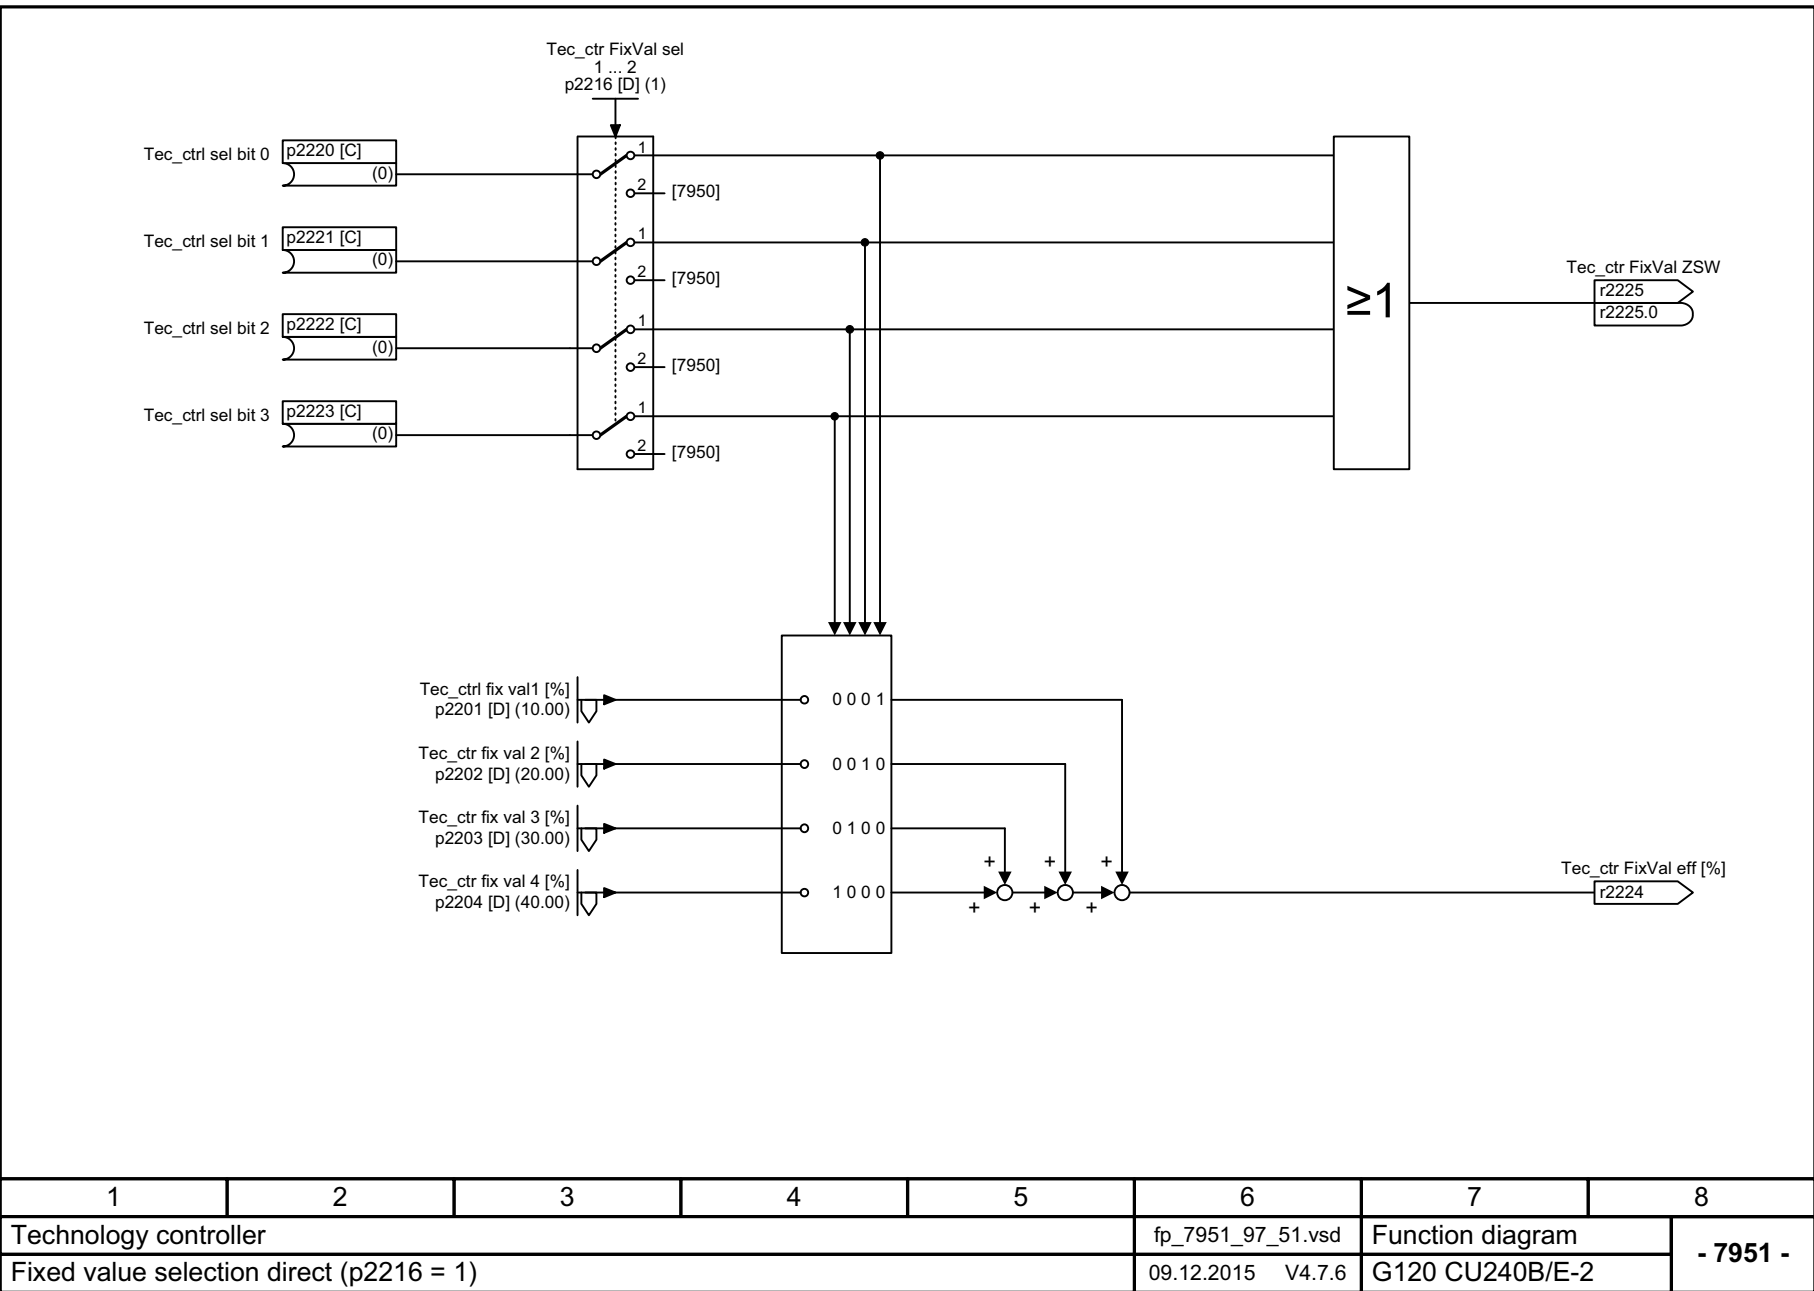 Tec_ctr FixVal sel
1 ... 2
p2216 [D] (1)
Tec_ctrl sel bit 0
p2220 [C]
(0)
1
2
[7950]
Tec_ctrl sel bit 1
p2221 [C]
(0)
1
2
[7950]
Tec_ctrl sel bit 2
p2222 [C]
(0)
1
2
[7950]
Tec_ctrl sel bit 3
p2223 [C]
(0)
1
2
[7950]
≥1
Tec_ctr FixVal ZSW
r2225
r2225.0
Tec_ctrl fix val1 [%]
p2201 [D] (10.00)
0 0 0 1
Tec_ctr fix val 2 [%]
p2202 [D] (20.00)
0 0 1 0
Tec_ctr fix val 3 [%]
p2203 [D] (30.00)
0 1 0 0
Tec_ctr fix val 4 [%]
p2204 [D] (40.00)
1 0 0 0
+ + +
+ + +
Tec_ctr FixVal eff [%]
r2224
1 2 3 4 5 6 7 8
Technology controller
fp_7951_97_51.vsd
Function diagram
- 7951 -
Fixed value selection direct (p2216 = 1)
09.12.2015 V4.7.6
G120 CU240B/E-2